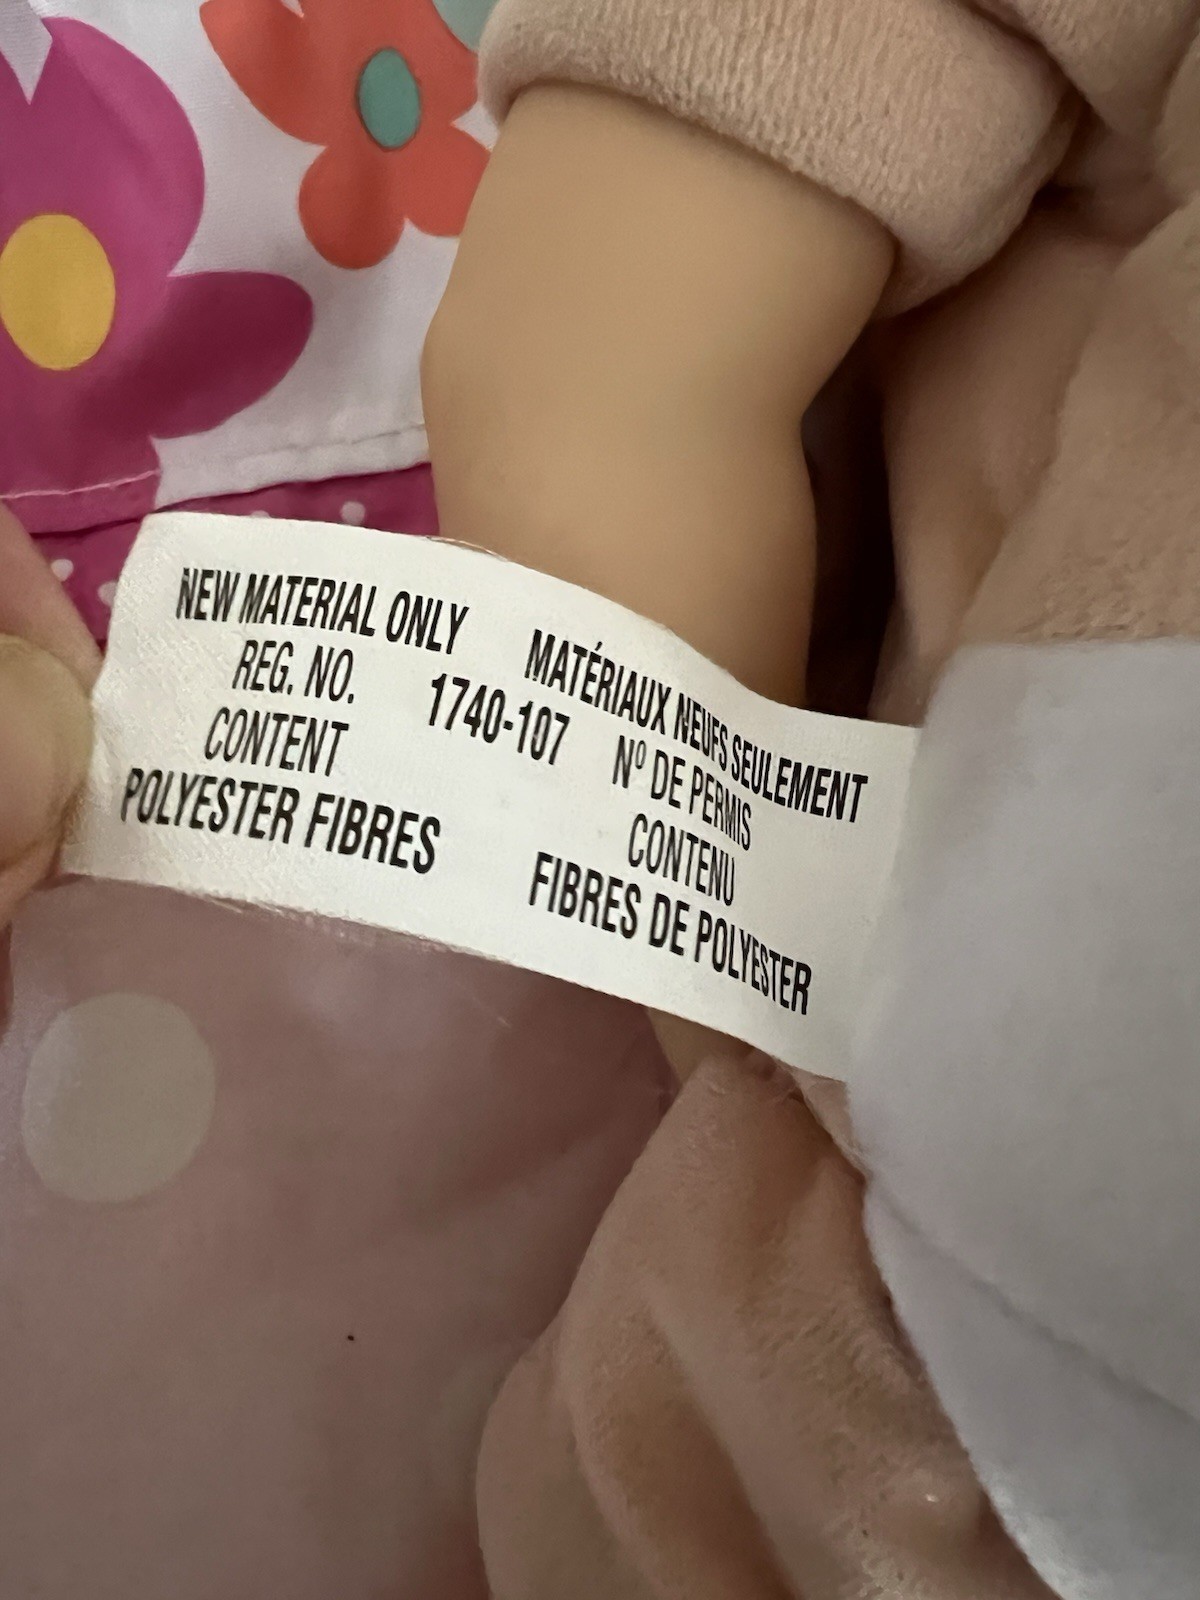 NEW MATERIAL ONLY
REG. NO.
1740-107
CONTENT
POLYESTER FIBRES
MATÉRIAUX NEUFS SEULEMENT
Nº DE PERMIS
CONTENU
FIBRES DE POLYESTER